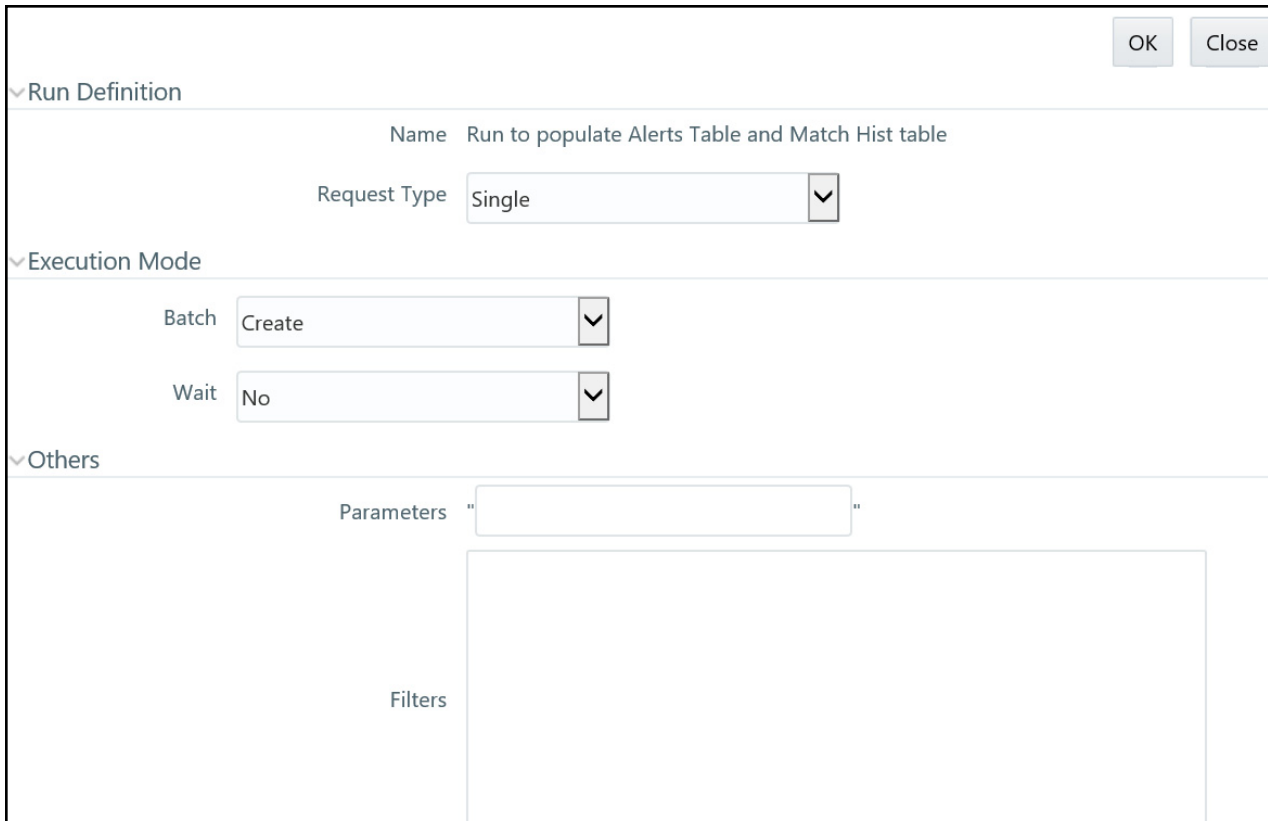 OK Close
Run Definition
Name Run to populate Alerts Table and Match Hist table
Request Type Single
Execution Mode
Batch Create
Wait No
Others
Parameters " "
Filters